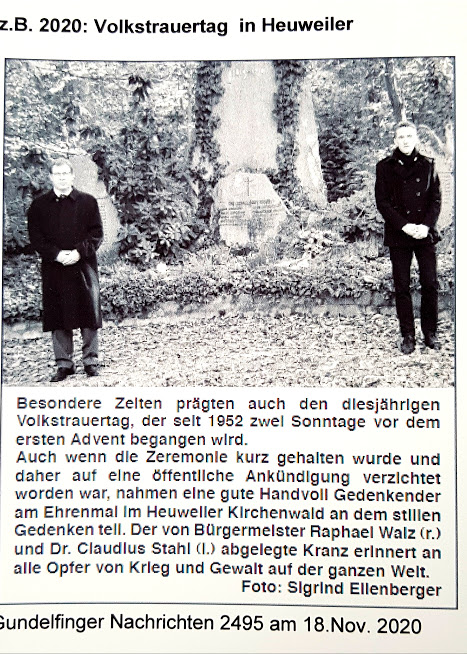 z.B. 2020: Volkstrauertag in Heuweiler
Besondere Zeiten prägten auch den diesjährigen
Volkstrauertag, der seit 1952 zwei Sonntage vor dem
ersten Advent begangen wird.
Auch wenn die Zeremonie kurz gehalten wurde und
daher auf eine öffentliche Ankündigung verzichtet
worden war, nahmen eine gute Handvoll Gedenkender
am Ehrenmal im Heuweiler Kirchenwald an dem stillen
Gedenken teil. Der von Bürgermeister Raphael Walz (r.)
und Dr. Claudius Stahl (l.) abgelegte Kranz erinnert an
alle Opfer von Krieg und Gewalt auf der ganzen Welt.
Foto: Sigrind Ellenberger
Gundelfinger Nachrichten 2495 am 18.Nov. 2020